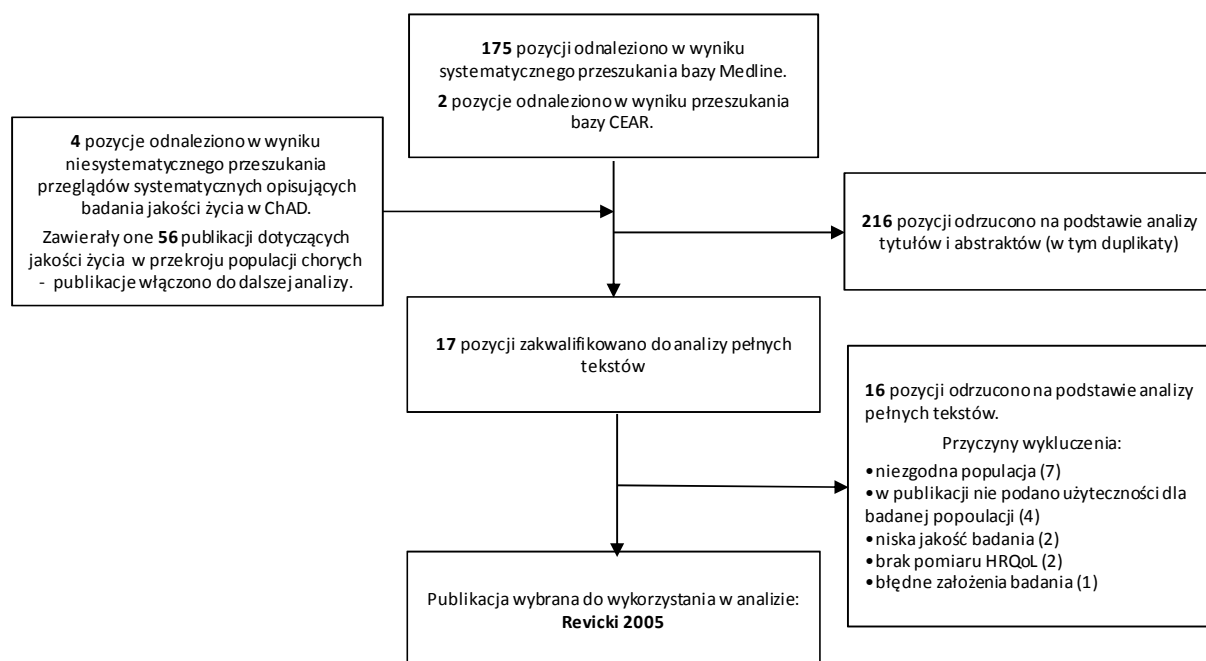 175 pozycji odnaleziono w wyniku
systematycznego przeszukania bazy Medline.
2 pozycje odnaleziono w wyniku przeszukania
bazy CEAR.
4 pozycje odnaleziono w wyniku
niesystematycznego przeszukania
przeglądów systematycznych opisujących
badania jakości życia w ChAD.
Zawierały one 56 publikacji dotyczących
jakości życia w przekroju populacji chorych
- publikacje włączono do dalszej analizy.
216 pozycji odrzucono na podstawie analizy
tytułów i abstraktów (w tym duplikaty)
17 pozycji zakwalifikowano do analizy pełnych
tekstów
16 pozycji odrzucono na podstawie analizy
pełnych tekstów.
Przyczyny wykluczenia:
•niezgodna populacja (7)
•w publikacji nie podano użyteczności dla
badanej popoulacji (4)
•niska jakość badania (2)
•brak pomiaru HRQoL (2)
•błędne założenia badania (1)
Publikacja wybrana do wykorzystania w analizie:
Revicki 2005